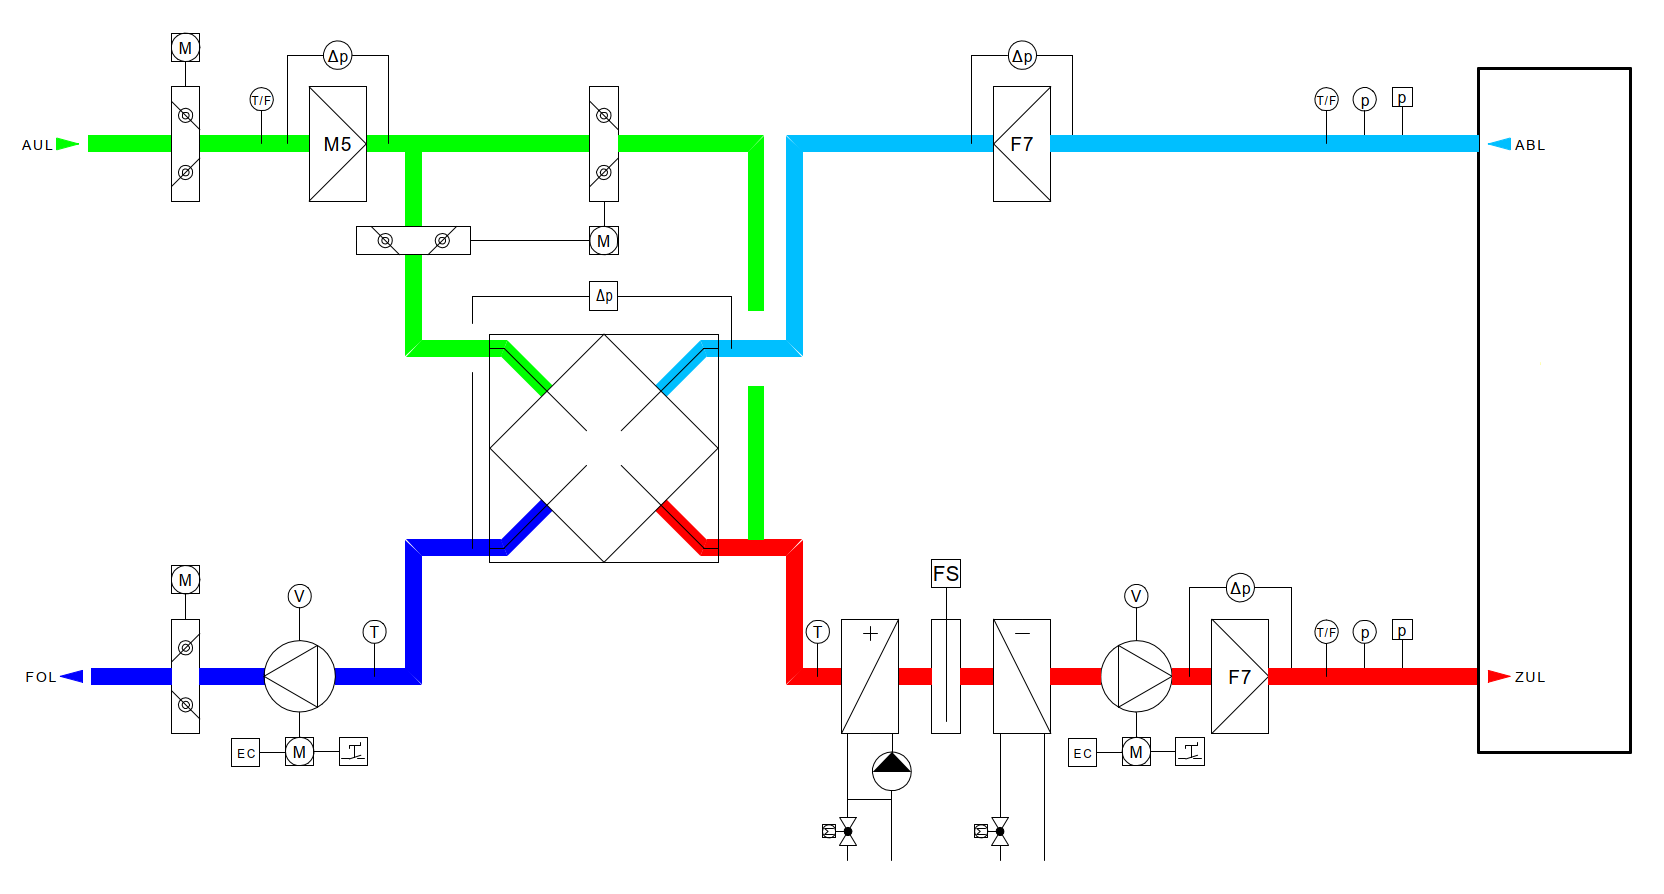 M
Δp
Δp
T/F
T/F
p
p
AUL
M5
F7
ABL
M
Δp
M
FS
V
V
Δp
T
T
+
−
T/F
p
p
FOL
F7
ZUL
EC
M
EC
M